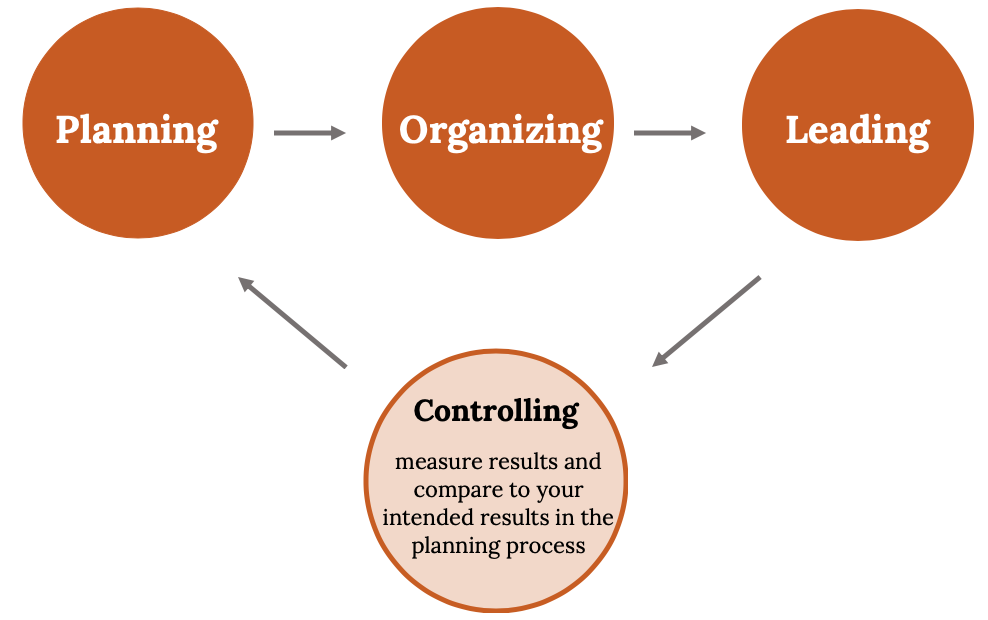 Planning
Organizing
Leading
Controlling
measure results and
compare to your
intended results in the
planning process